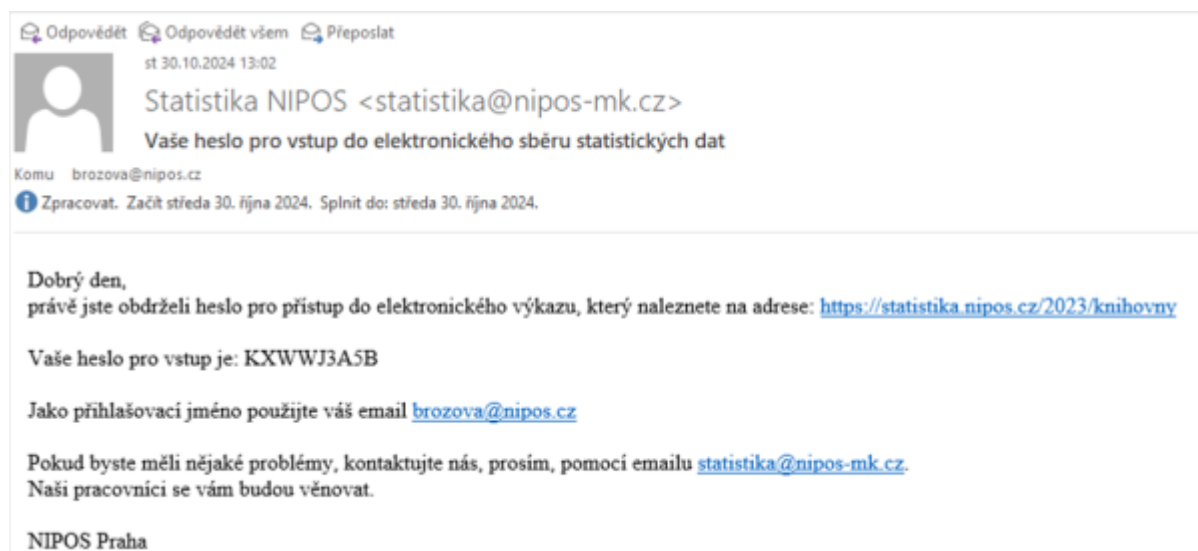 Odpovědět Odpovědět všem Přeposlat
st 30.10.2024 13:02
Statistika NIPOS <statistika@nipos-mk.cz>
Vaše heslo pro vstup do elektronického sběru statistických dat
Komu brozova@nipos.cz
Zpracovat. Začít středa 30. října 2024. Splnit do: středa 30. října 2024.
Dobrý den,
právě jste obdrželi heslo pro přístup do elektronického výkazu, který naleznete na adrese: https://statistika.nipos.cz/2023/knihovny
Vaše heslo pro vstup je: KXWWJ3A5B
Jako přihlašovací jméno použijte váš email brozova@nipos.cz
Pokud byste měli nějaké problémy, kontaktujte nás, prosím, pomocí emailu statistika@nipos-mk.cz.
Naši pracovníci se vám budou věnovat.
NIPOS Praha